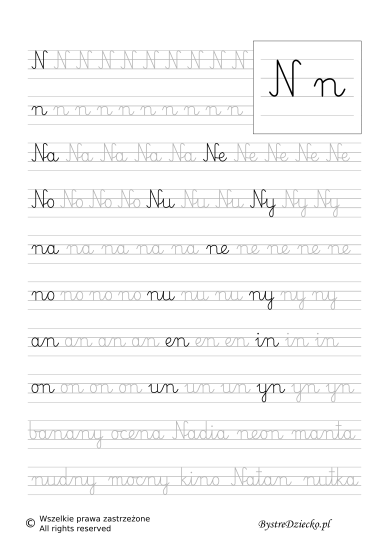 N N N N N N N N N N
N n
n n n n n n n n n n
Na Na Na Na Na Ne Ne Ne Ne Ne
No No No No Nu Nu Nu Ny Ny Ny
na na na na na ne ne ne ne ne
no no no no nu nu nu ny ny ny
an an an an en en en in in in
on on on on un un un yn yn yn
banany ocena Nadia neon manta
nudny mocny kino Natan nutka
© Wszelkie prawa zastrzeżone
All rights reserved
BystreDziecko.pl